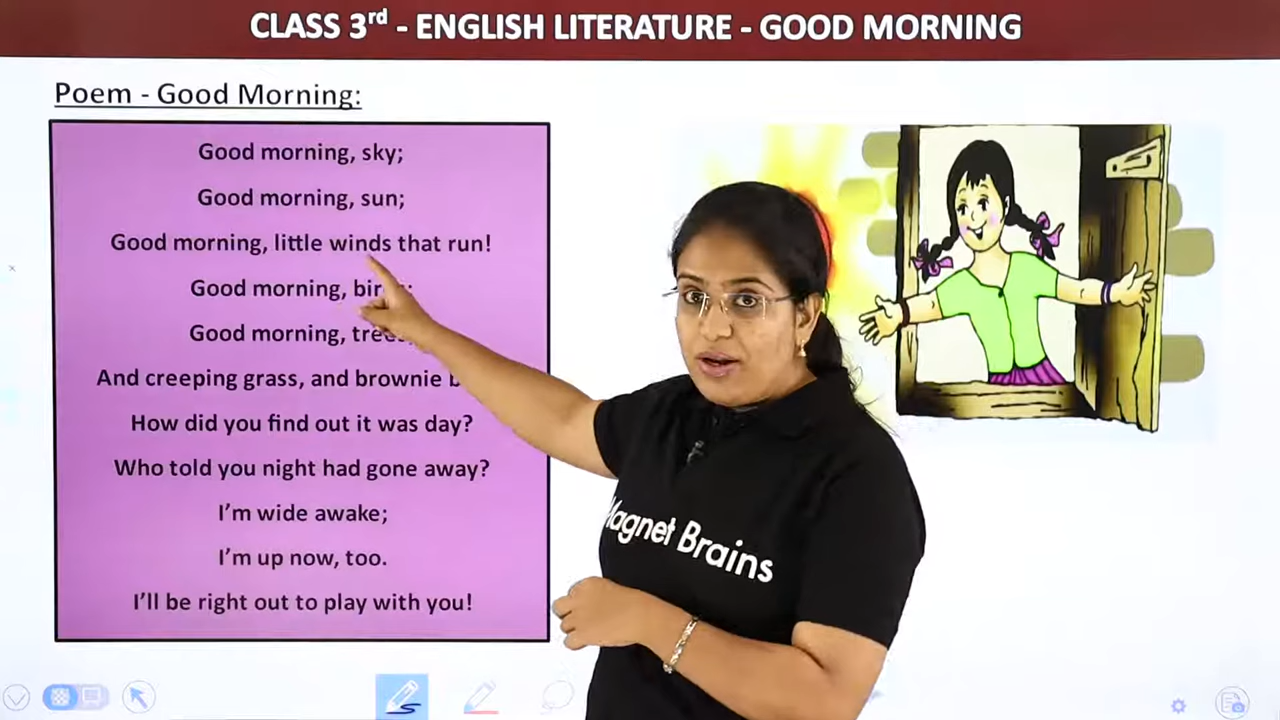 CLASS 3rd - ENGLISH LITERATURE - GOOD MORNING
Poem - Good Morning:
Good morning, sky;
Good morning, sun;
Good morning, little winds that run!
Good morning,
Good morning,
And creeping grass, and brownie
How did you find out it was day?
Who told you night had gone away?
I'm wide awake;
I'm up now, too.
I'll be right out to play with you!
Magnet Brains